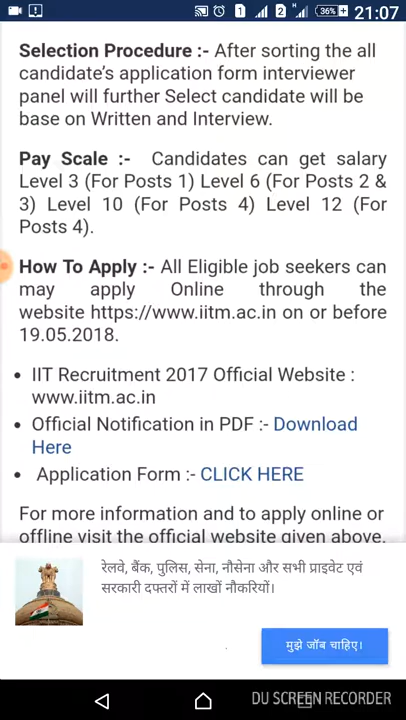 36% 21:07
Selection Procedure :- After sorting the all
candidate's application form interviewer
panel will further Select candidate will be
base on Written and Interview.
Pay Scale :- Candidates can get salary
Level 3 (For Posts 1) Level 6 (For Posts 2 &
3) Level 10 (For Posts 4) Level 12 (For
Posts 4).
How To Apply :- All Eligible job seekers can
may apply Online through the
website https://www.iitm.ac.in on or before
19.05.2018.
• IIT Recruitment 2017 Official Website :
www.iitm.ac.in
• Official Notification in PDF :- Download
Here
• Application Form :- CLICK HERE
For more information and to apply online or
offline visit the official website given above.
रेलवे, बैंक, पुलिस, सेना, नौसेना और सभी प्राइवेट एवं
सरकारी दफ्तरों में लाखों नौकरियों।
मुझे जॉब चाहिए।
DU SCREEN RECORDER